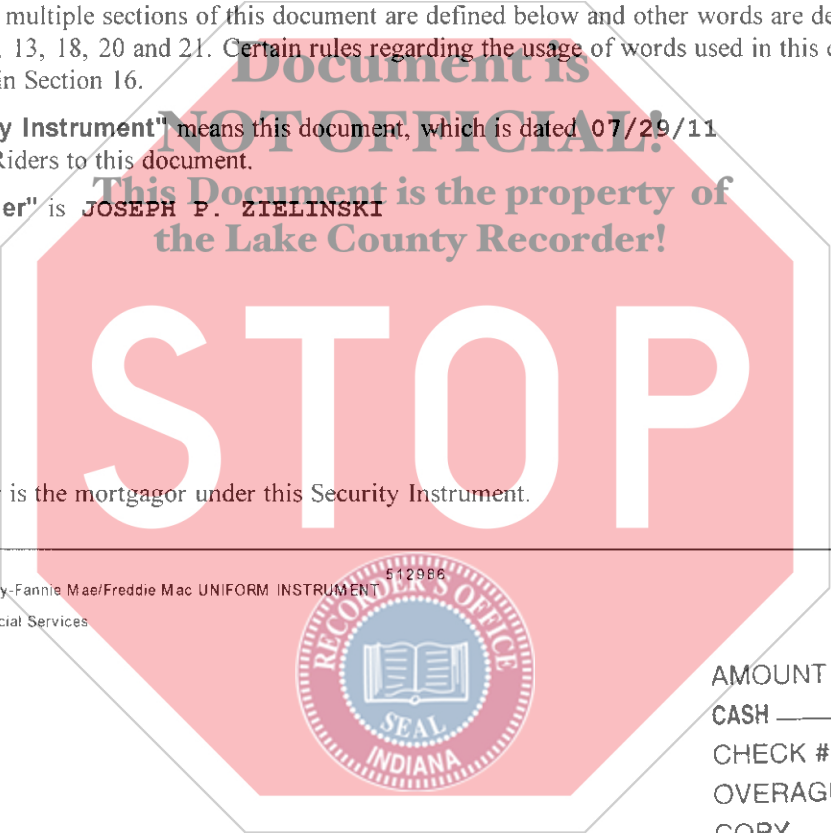 multiple sections of this document are defined below and other words are de
, 13, 18, 20 and 21. Certain rules regarding the usage of words used in this
in Section 16.
Document is
NOT OFFICIAL!
This Document is the property of
the Lake County Recorder!
y Instrument" means this document, which is dated 07/29/11
Riders to this document.
er" is JOSEPH P. ZIELINSKI
STOP
is the mortgagor under this Security Instrument.
y-Fannie Mae/Freddie Mac UNIFORM INSTRUMENT 512986
cial Services
RECORDER'S OFFICE
SEAL
INDIANA
AMOUNT
CASH
CHECK #
OVERAG
COPY